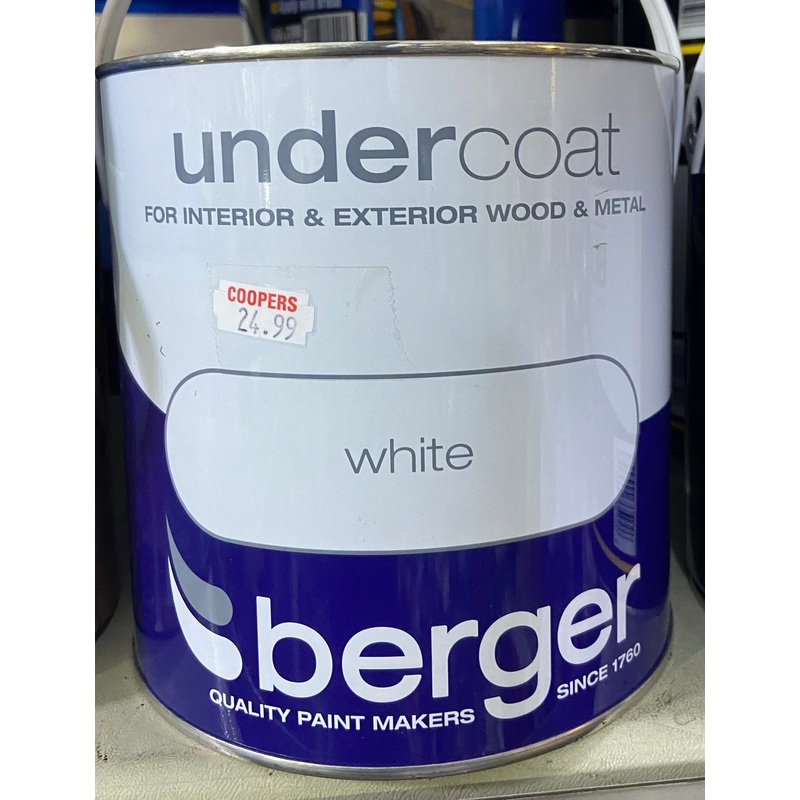 undercoat
FOR INTERIOR & EXTERIOR WOOD & METAL
COOPERS
24.99
white
berger
QUALITY PAINT MAKERS SINCE 1760